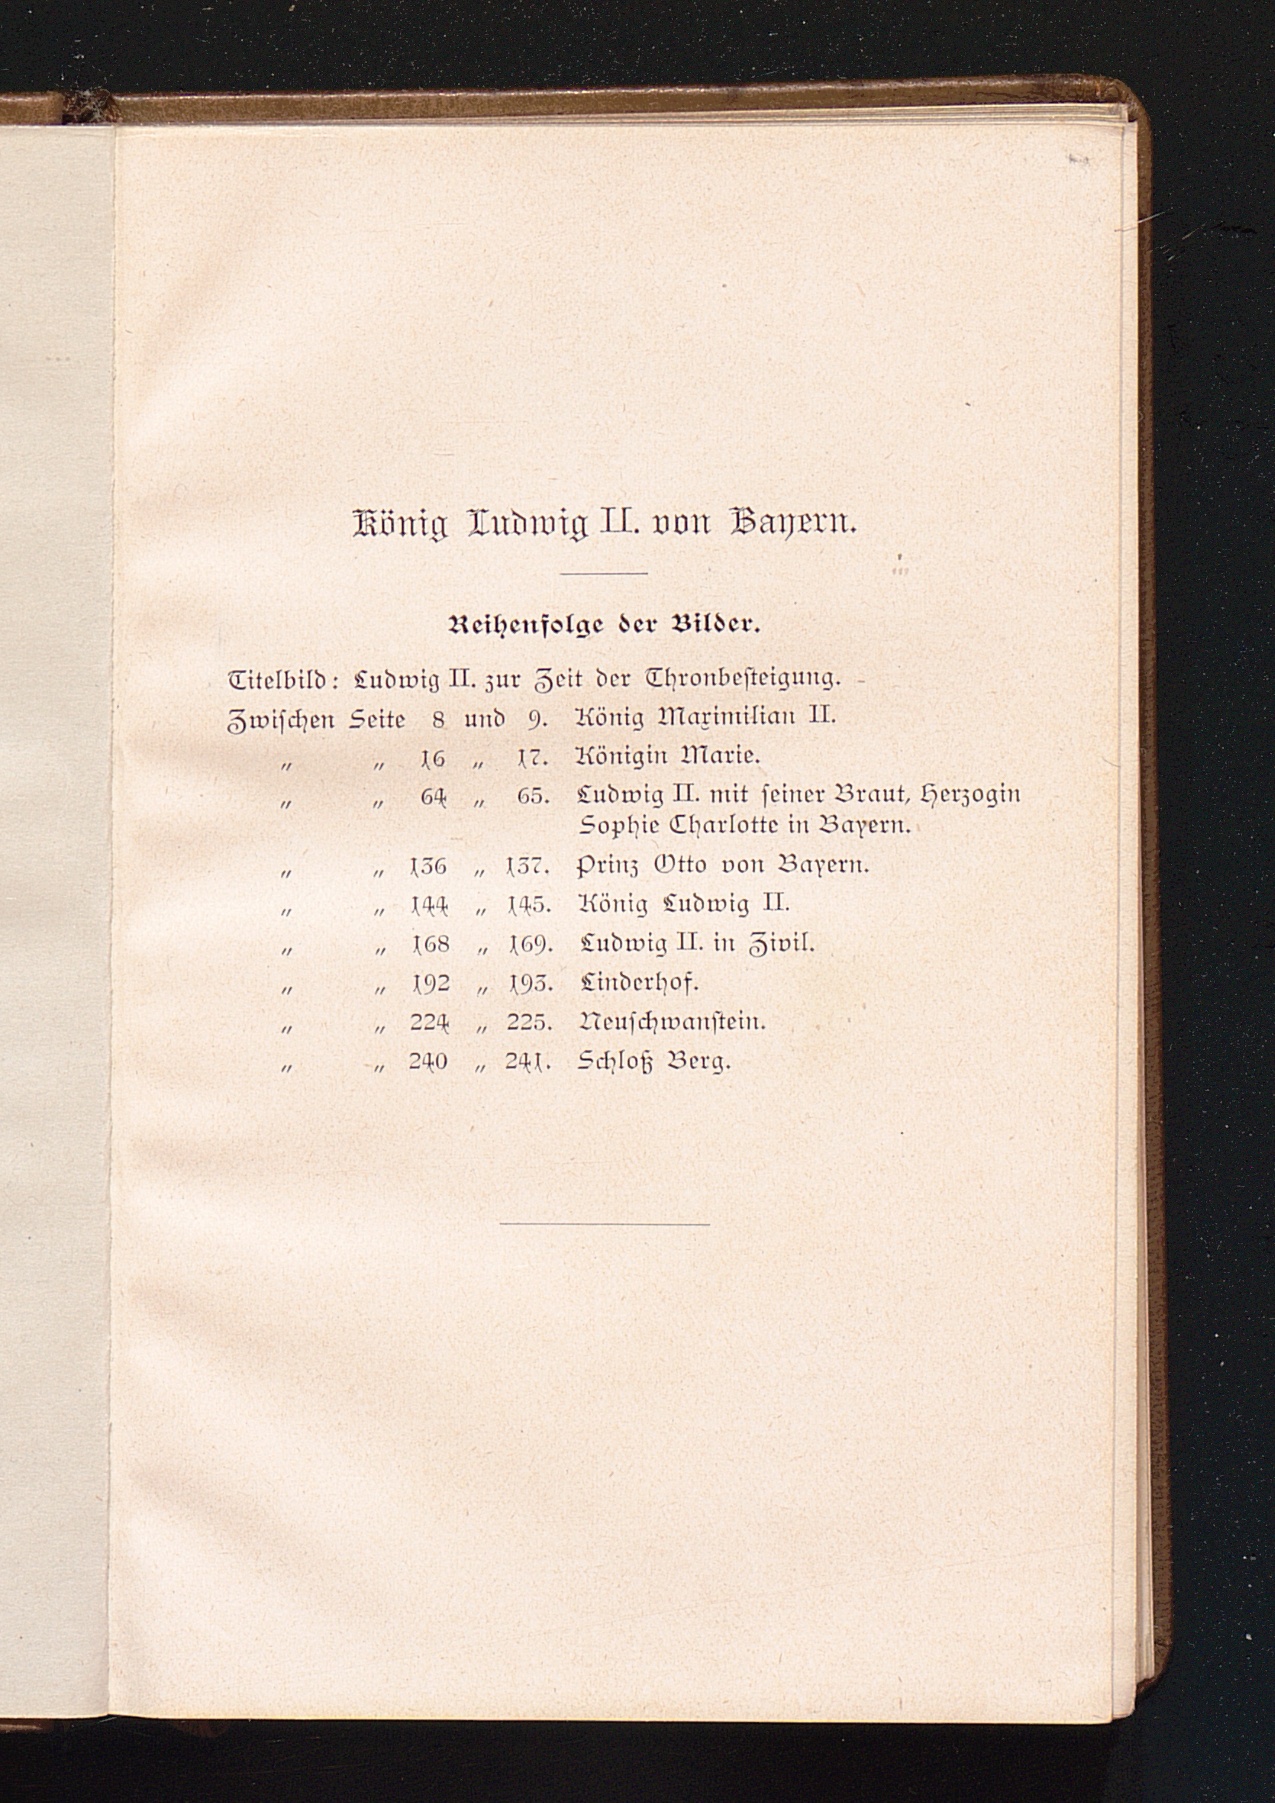 König Ludwig II. von Bayern.
Reihenfolge der Bilder.
Titelbild: Ludwig II. zur Zeit der Thronbesteigung.
Zwiſchen Seite 8 und 9. König Maximilian II.
„ „ 16 „ 17. Königin Marie.
„ „ 64 „ 65. Ludwig II. mit ſeiner Braut, Herzogin
Sophie Charlotte in Bayern.
„ „ 136 „ 137. Prinz Otto von Bayern.
„ „ 144 „ 145. König Ludwig II.
„ „ 168 „ 169. Ludwig II. in Zivil.
„ „ 192 „ 193. Linderhof.
„ „ 224 „ 225. Neuſchwanſtein.
„ „ 240 „ 241. Schloß Berg.